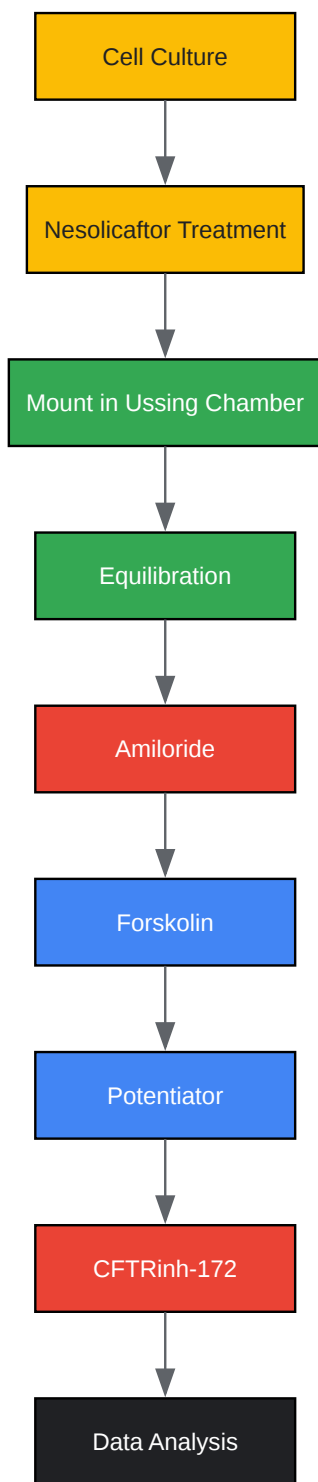 Cell Culture
Nesolicaftor Treatment
Mount in Ussing Chamber
Equilibration
Amiloride
Forskolin
Potentiator
CFTRinh-172
Data Analysis